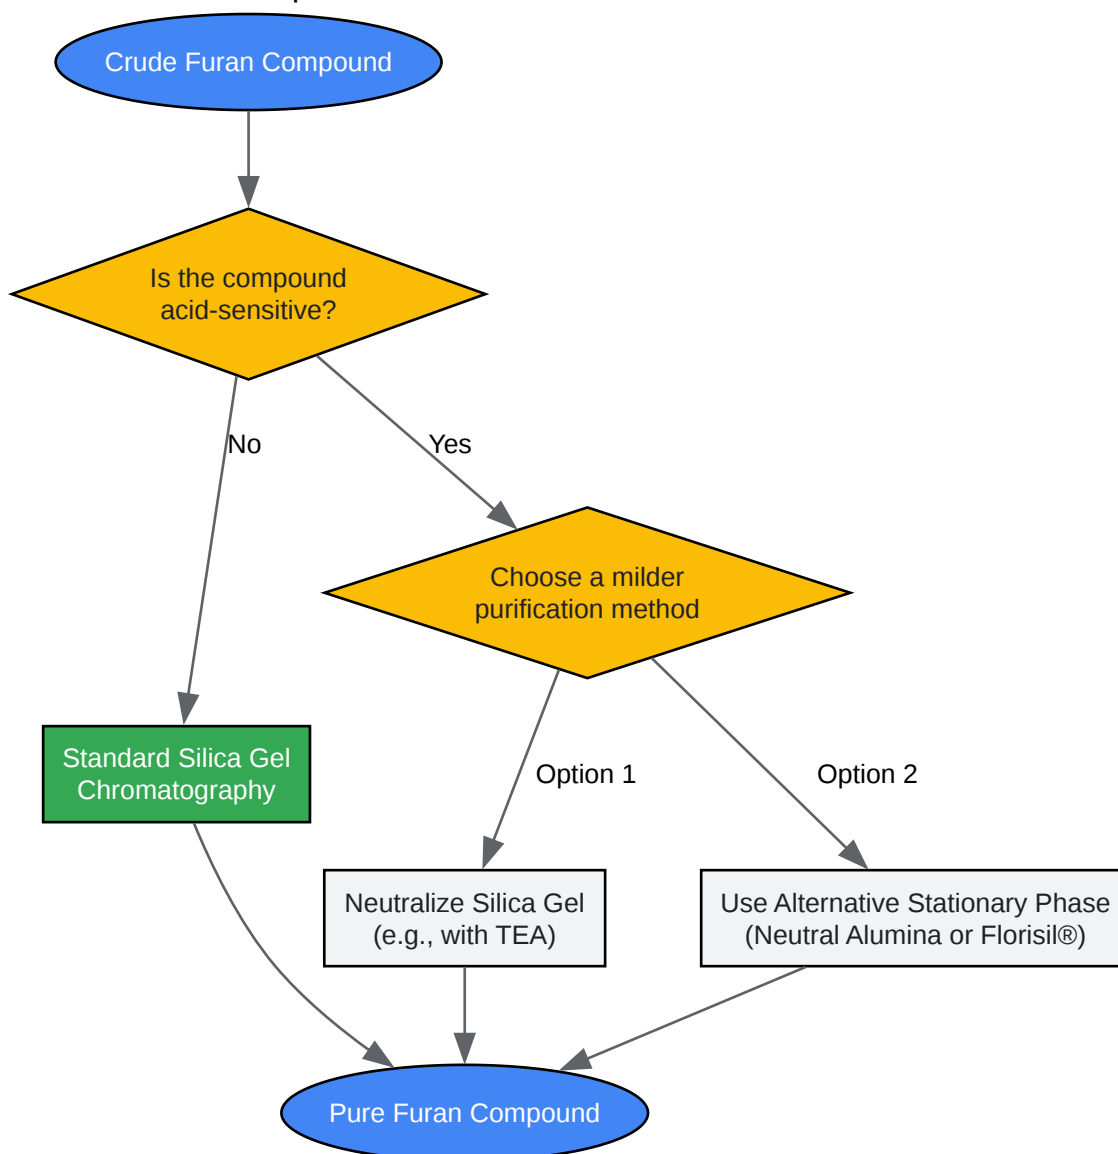 Crude Furan Compound
Is the compound
acid-sensitive?
No
Yes
Choose a milder
purification method
Standard Silica Gel
Chromatography
Option 1
Option 2
Neutralize Silica Gel
(e.g., with TEA)
Use Alternative Stationary Phase
(Neutral Alumina or Florisil®)
Pure Furan Compound